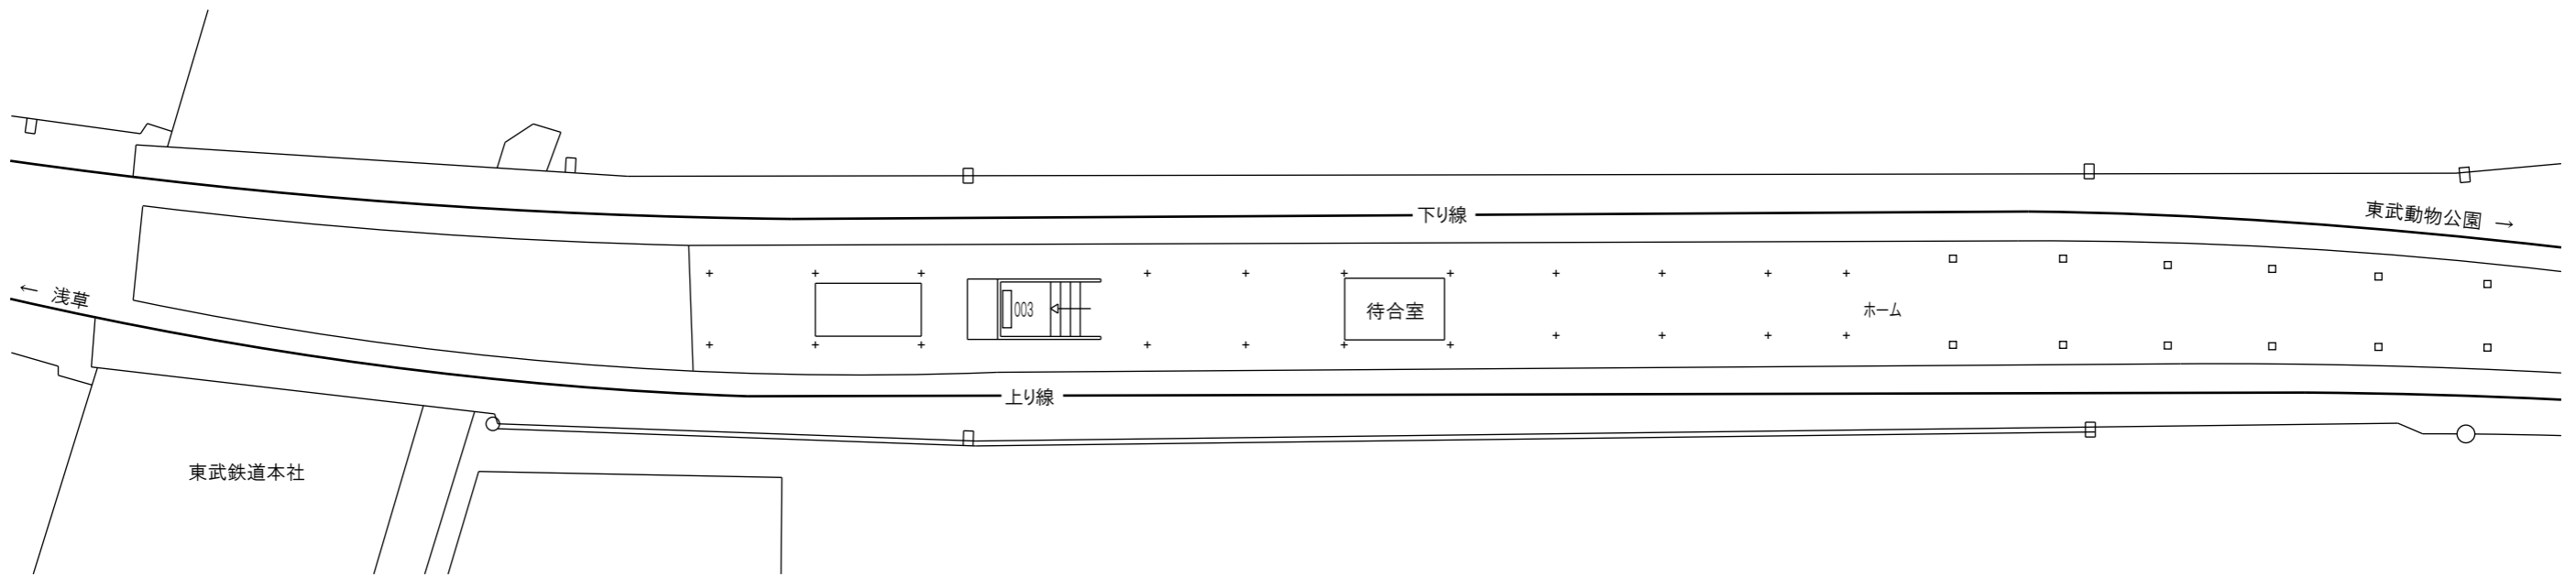 下り線
東武動物公園 →
← 浅草
003
待合室
ホーム
上り線
東武鉄道本社